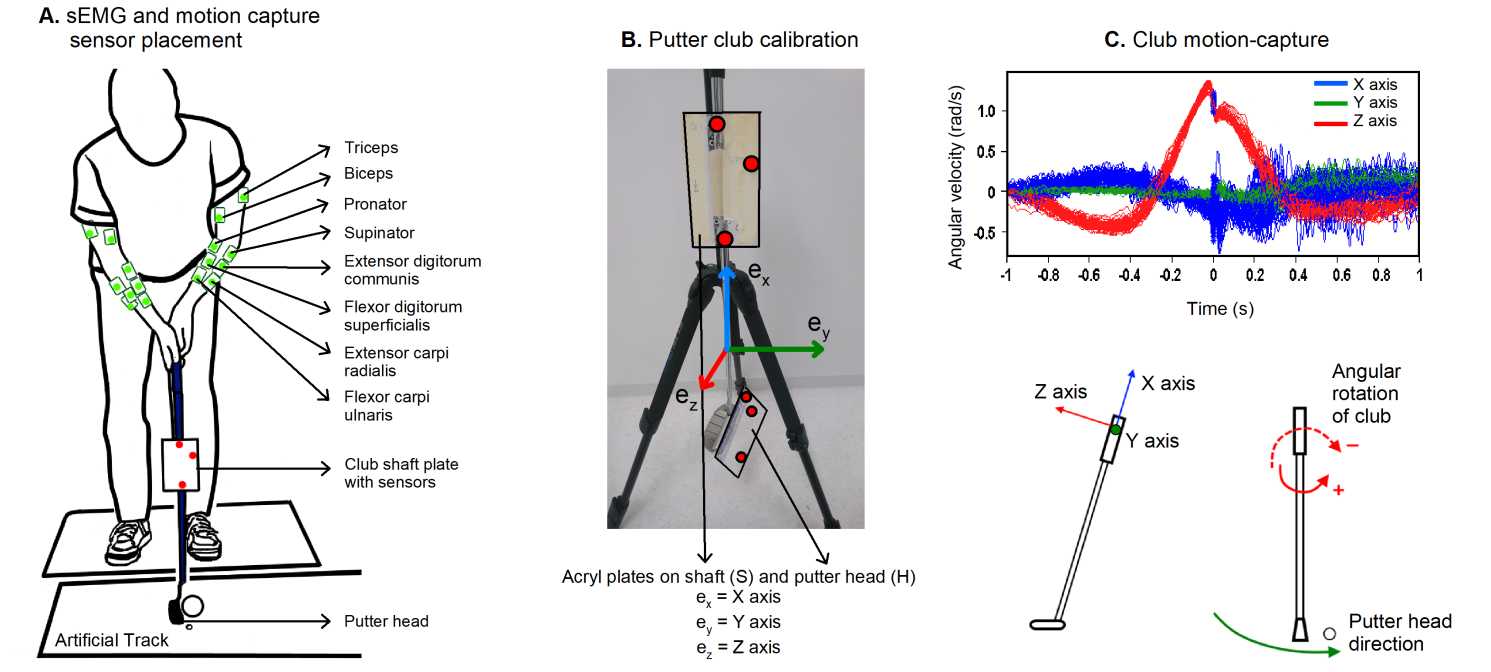 A. sEMG and motion capture
sensor placement
Triceps
Biceps
Pronator
Supinator
Extensor digitorum
communis
Flexor digitorum
superficialis
Extensor carpi
radialis
Flexor carpi
ulnaris
Club shaft plate
with sensors
Putter head
Artificial Track
B. Putter club calibration
ex
ey
ez
Acryl plates on shaft (S) and putter head (H)
ex = X axis
ey = Y axis
ez = Z axis
C. Club motion-capture
Angular velocity (rad/s)
1.0
0.5
0
-0.5
X axis
Y axis
Z axis
-1 -0.8 -0.6 -0.4 -0.2 0 0.2 0.4 0.6 0.8 1
Time (s)
Z axis
X axis
Y axis
Angular
rotation
of club
−
+
Putter head
direction